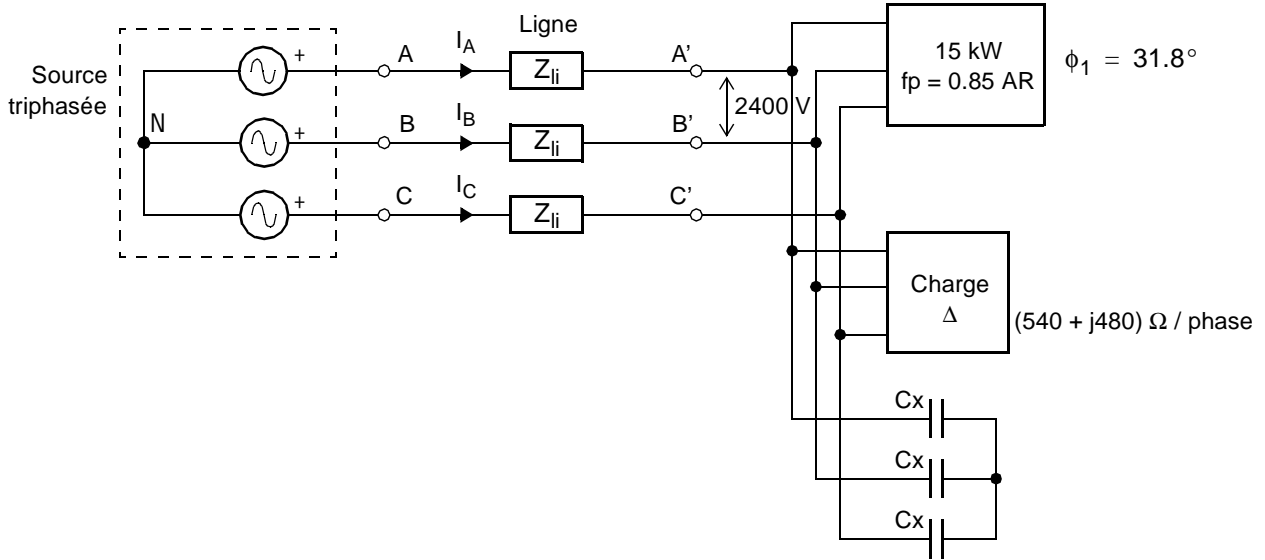 Ligne
Source
triphasée
N
+
A
I_A
Z_li
A'
+
B
I_B
Z_li
B'
+
C
I_C
Z_li
C'
2400 V
15 kW
fp = 0.85 AR
ϕ_1 = 31.8°
Charge
Δ
(540 + j480) Ω / phase
Cx
Cx
Cx